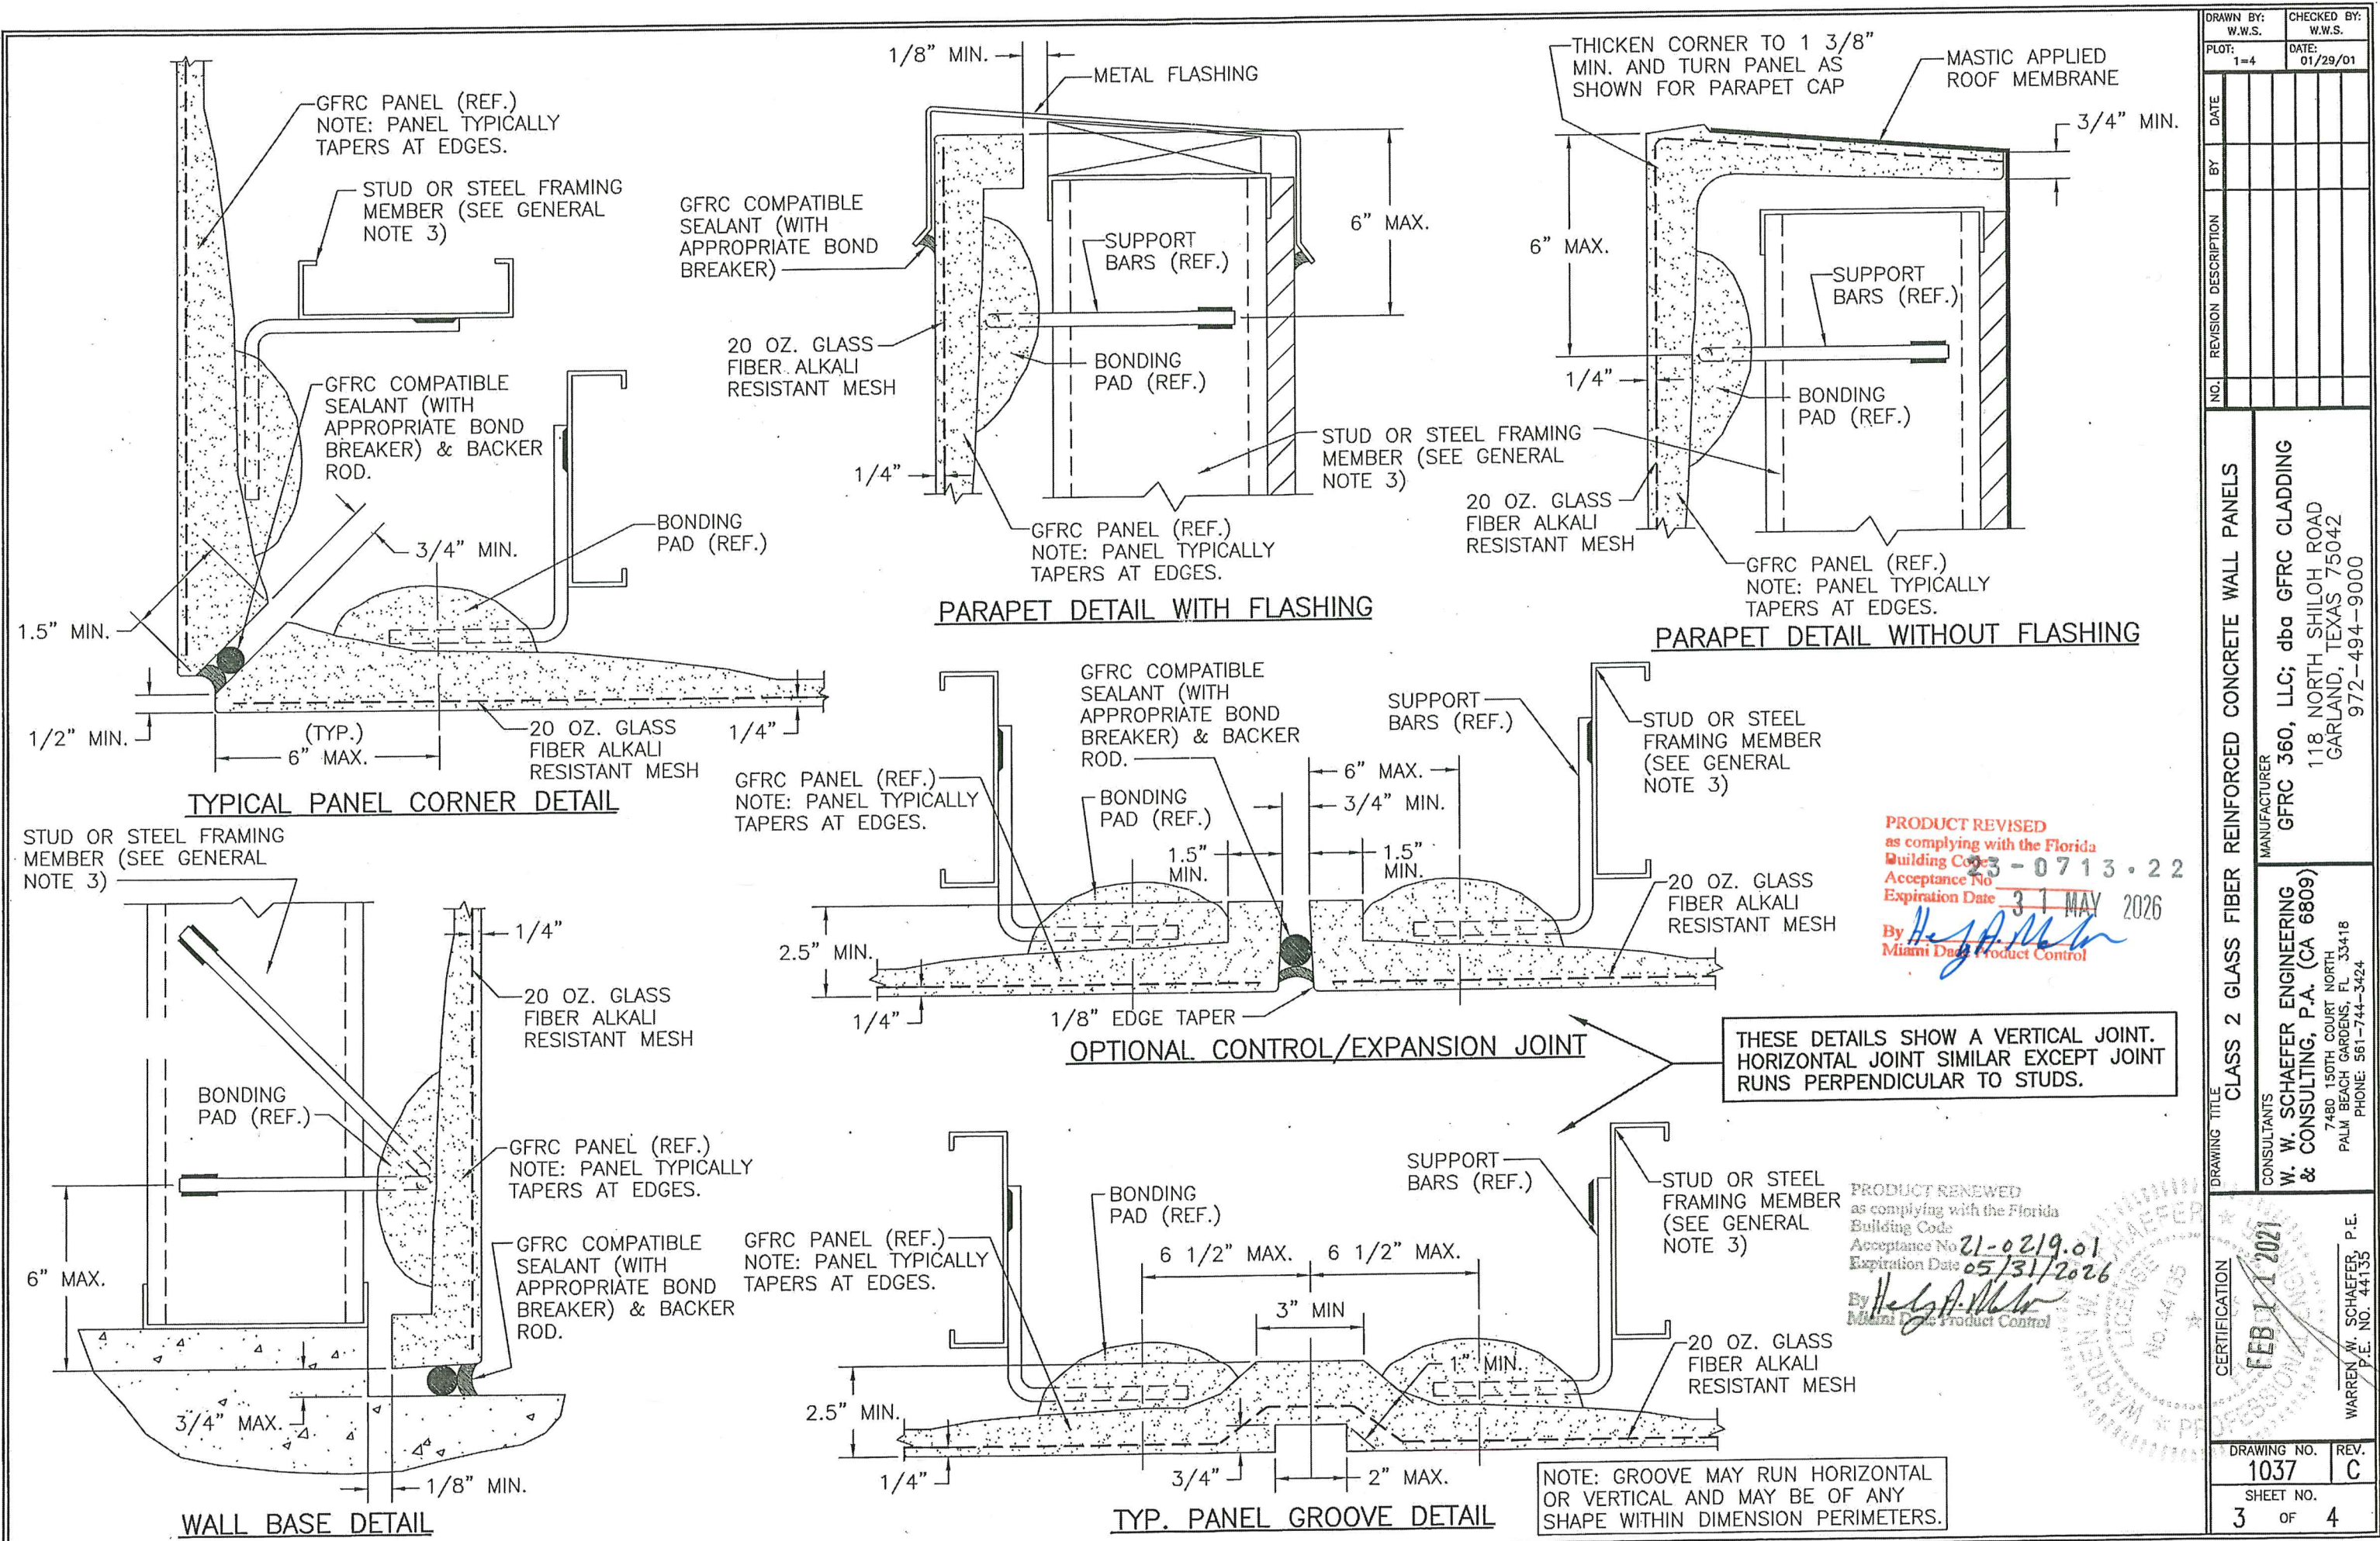 GFRC PANEL (REF.)
NOTE: PANEL TYPICALLY
TAPERS AT EDGES.
STUD OR STEEL FRAMING
MEMBER (SEE GENERAL
NOTE 3)
GFRC COMPATIBLE
SEALANT (WITH
APPROPRIATE BOND
BREAKER) & BACKER
ROD.
BONDING
PAD (REF.)
3/4" MIN.
1.5" MIN.
1/2" MIN.
(TYP.)
6" MAX.
20 OZ. GLASS
FIBER ALKALI
RESISTANT MESH
1/4"
TYPICAL PANEL CORNER DETAIL
1/8" MIN.
METAL FLASHING
GFRC COMPATIBLE
SEALANT (WITH
APPROPRIATE BOND
BREAKER)
SUPPORT
BARS (REF.)
6" MAX.
20 OZ. GLASS
FIBER ALKALI
RESISTANT MESH
BONDING
PAD (REF.)
1/4"
STUD OR STEEL FRAMING
MEMBER (SEE GENERAL
NOTE 3)
GFRC PANEL (REF.)
NOTE: PANEL TYPICALLY
TAPERS AT EDGES.
PARAPET DETAIL WITH FLASHING
THICKEN CORNER TO 1 3/8"
MIN. AND TURN PANEL AS
SHOWN FOR PARAPET CAP
MASTIC APPLIED
ROOF MEMBRANE
3/4" MIN.
6" MAX.
SUPPORT
BARS (REF.)
1/4"
BONDING
PAD (REF.)
20 OZ. GLASS
FIBER ALKALI
RESISTANT MESH
GFRC PANEL (REF.)
NOTE: PANEL TYPICALLY
TAPERS AT EDGES.
PARAPET DETAIL WITHOUT FLASHING
STUD OR STEEL FRAMING
MEMBER (SEE GENERAL
NOTE 3)
1/4"
20 OZ. GLASS
FIBER ALKALI
RESISTANT MESH
BONDING
PAD (REF.)
GFRC PANEL (REF.)
NOTE: PANEL TYPICALLY
TAPERS AT EDGES.
6" MAX.
GFRC COMPATIBLE
SEALANT (WITH
APPROPRIATE BOND
BREAKER) & BACKER
ROD.
3/4" MAX.
1/8" MIN.
WALL BASE DETAIL
GFRC COMPATIBLE
SEALANT (WITH
APPROPRIATE BOND
BREAKER) & BACKER
ROD.
SUPPORT
BARS (REF.)
STUD OR STEEL
FRAMING MEMBER
(SEE GENERAL
NOTE 3)
GFRC PANEL (REF.)
NOTE: PANEL TYPICALLY
TAPERS AT EDGES.
BONDING
PAD (REF.)
6" MAX.
3/4" MIN.
1.5"
MIN.
1.5"
MIN.
20 OZ. GLASS
FIBER ALKALI
RESISTANT MESH
2.5" MIN.
1/4"
1/8" EDGE TAPER
OPTIONAL CONTROL/EXPANSION JOINT
THESE DETAILS SHOW A VERTICAL JOINT.
HORIZONTAL JOINT SIMILAR EXCEPT JOINT
RUNS PERPENDICULAR TO STUDS.
PRODUCT REVISED
as complying with the Florida
Building Code
Acceptance No 23-0713.22
Expiration Date 31 MAY 2026
By
Miami Dade Product Control
BONDING
PAD (REF.)
SUPPORT
BARS (REF.)
STUD OR STEEL
FRAMING MEMBER
(SEE GENERAL
NOTE 3)
GFRC PANEL (REF.)
NOTE: PANEL TYPICALLY
TAPERS AT EDGES.
6 1/2" MAX. 6 1/2" MAX.
3" MIN
1" MIN.
20 OZ. GLASS
FIBER ALKALI
RESISTANT MESH
2.5" MIN.
1/4"
3/4"
2" MAX.
TYP. PANEL GROOVE DETAIL
NOTE: GROOVE MAY RUN HORIZONTAL
OR VERTICAL AND MAY BE OF ANY
SHAPE WITHIN DIMENSION PERIMETERS.
PRODUCT RENEWED
as complying with the Florida
Building Code
Acceptance No 21-0219.01
Expiration Date 05/31/2026
By
Miami Dade Product Control
DRAWN BY:
W.W.S.
CHECKED BY:
W.W.S.
PLOT:
1=4
DATE:
01/29/01
NO. REVISION DESCRIPTION BY DATE
DRAWING TITLE
CLASS 2 GLASS FIBER REINFORCED CONCRETE WALL PANELS
MANUFACTURER
GFRC 360, LLC; dba GFRC CLADDING
118 NORTH SHILOH ROAD
GARLAND, TEXAS 75042
972-494-9000
CONSULTANTS
W. W. SCHAEFER ENGINEERING
& CONSULTING, P.A. (CA 6809)
7480 150TH COURT NORTH
PALM BEACH GARDENS, FL 33418
PHONE: 561-744-3424
CERTIFICATION
FEB 11 2021
WARREN W. SCHAEFER
LICENSE
NO. 44135
PROFESSIONAL ENGINEER
WARREN W. SCHAEFER, P.E.
P.E. NO. 44135
DRAWING NO.
1037
REV.
C
SHEET NO.
3 OF 4